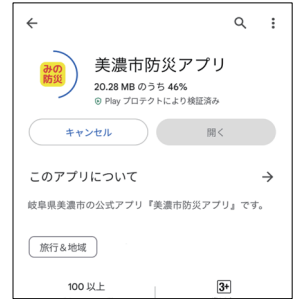 みの
防災
美濃市防災アプリ
20.28 MB のうち 46%
Play プロテクトにより検証済み
キャンセル
開く
このアプリについて
岐阜県美濃市の公式アプリ『美濃市防災アプリ』です。
旅行＆地域
100 以上
3+